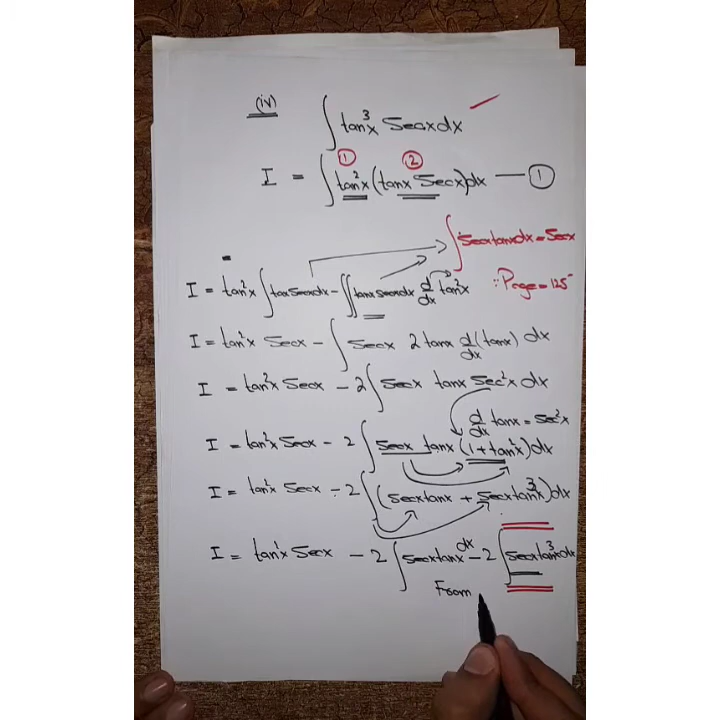 (iv) ∫ tan³x Secx dx
I = ∫ tan²x (tanx Secx) dx — ①
① ②
∫ Secx tanx dx = Secx
∵ Page = 125
I = tan²x ∫ tanx Secx dx - ∫∫ tanx Secx dx d/dx tan²x
I = tan²x Secx - ∫ Secx 2 tanx d/dx (tanx) dx
I = tan²x Secx - 2 ∫ Secx tanx Sec²x dx
d/dx tanx = Sec²x
I = tan²x Secx - 2 ∫ Secx tanx (1 + tan²x) dx
I = tan²x Secx - 2 ∫ (Secx tanx + Secx tan³x) dx
I = tan²x Secx - 2 ∫ Secx tanx dx - 2 ∫ Secx tan³x dx
From